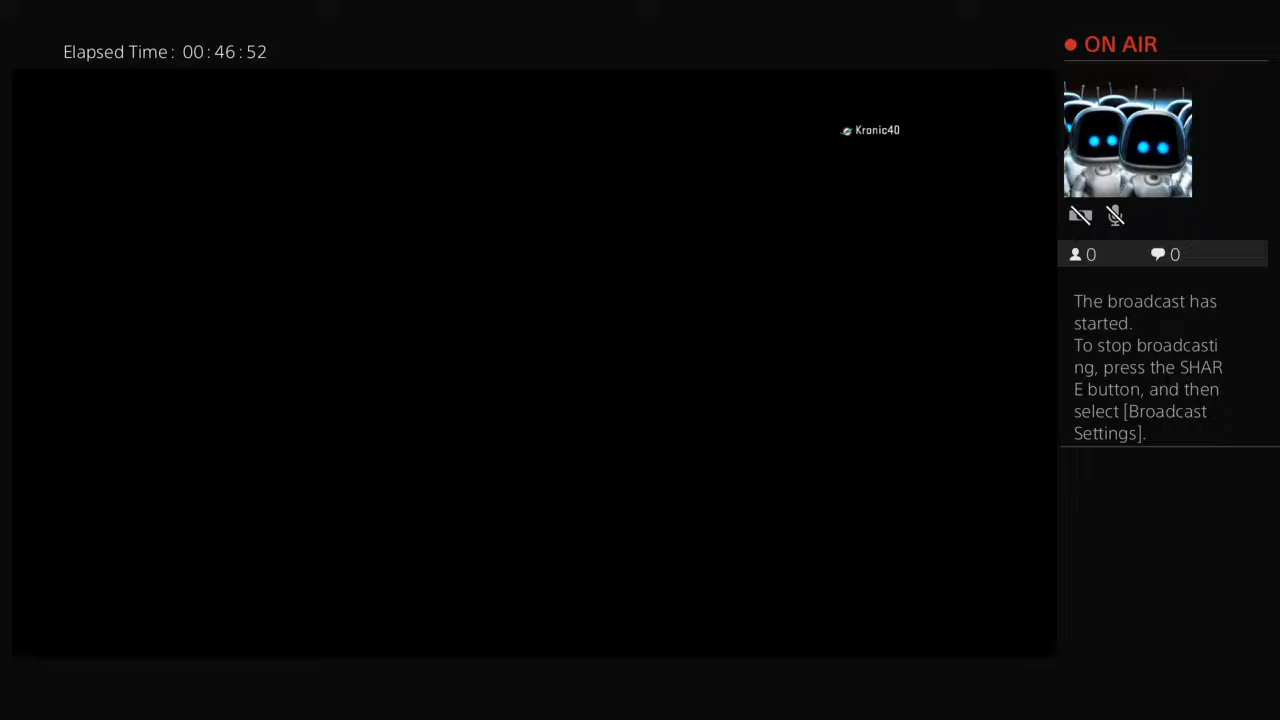 Elapsed Time: 00:46:52
ON AIR
Kronic40
0 0
The broadcast has
started.
To stop broadcasti
ng, press the SHAR
E button, and then
select [Broadcast
Settings].